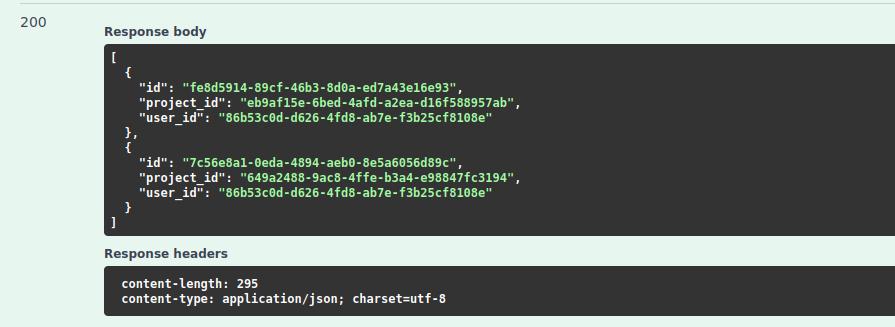 200
Response body
[
  {
    "id": "fe8d5914-89cf-46b3-8d0a-ed7a43e16e93",
    "project_id": "eb9af15e-6bed-4afd-a2ea-d16f588957ab",
    "user_id": "86b53c0d-d626-4fd8-ab7e-f3b25cf8108e"
  },
  {
    "id": "7c56e8a1-0eda-4894-aeb0-8e5a6056d89c",
    "project_id": "649a2488-9ac8-4ffe-b3a4-e98847fc3194",
    "user_id": "86b53c0d-d626-4fd8-ab7e-f3b25cf8108e"
  }
]
Response headers
content-length: 295
content-type: application/json; charset=utf-8